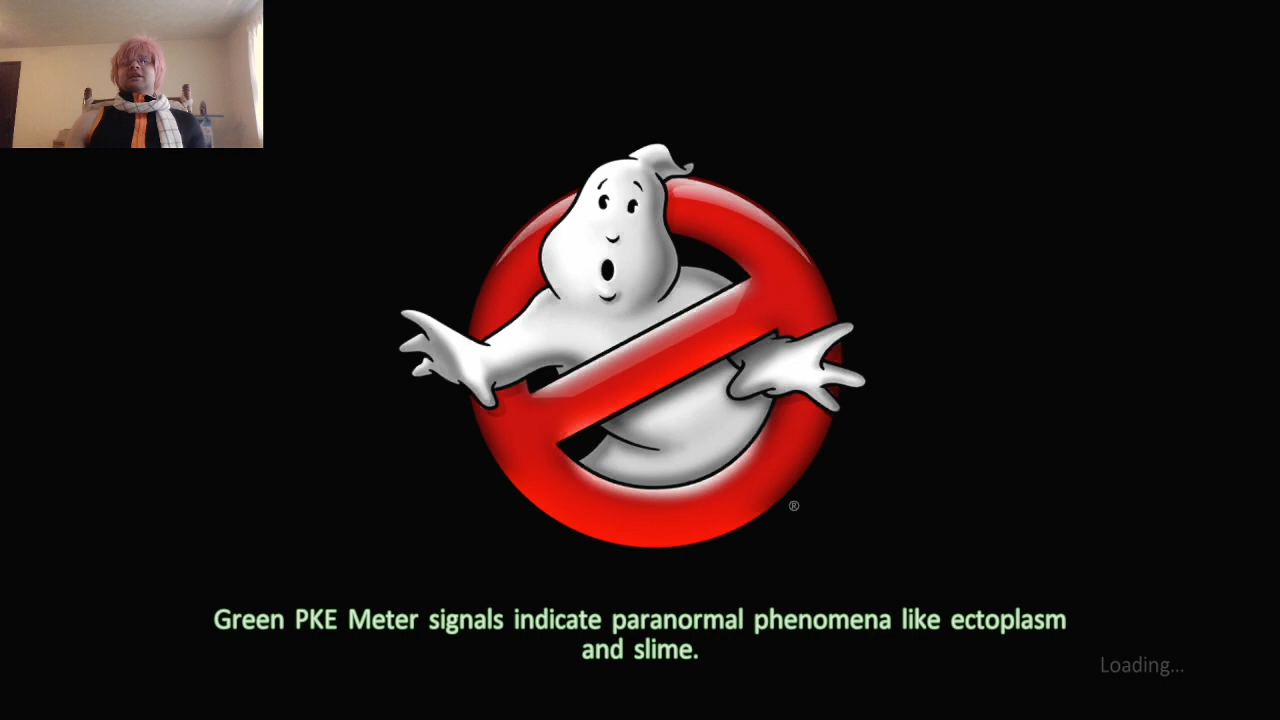 ®
Green PKE Meter signals indicate paranormal phenomena like ectoplasm
and slime.
Loading...